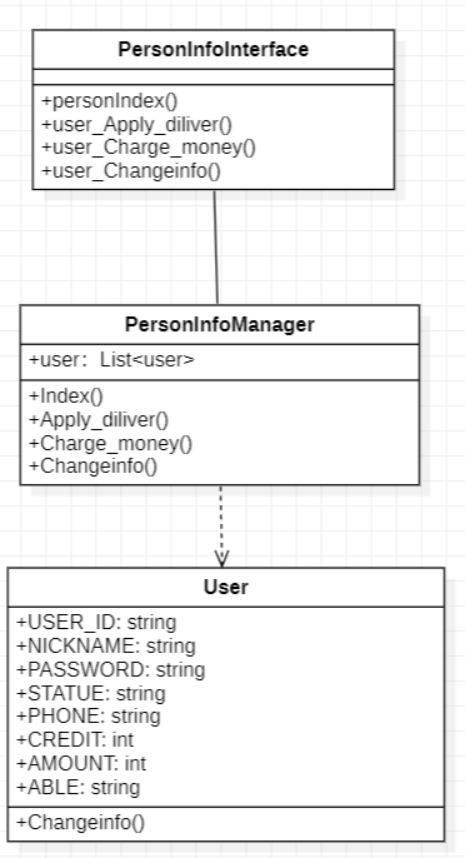 PersonInfoInterface
+personIndex()
+user_Apply_diliver()
+user_Charge_money()
+user_Changeinfo()
PersonInfoManager
+user: List<user>
+Index()
+Apply_diliver()
+Charge_money()
+Changeinfo()
User
+USER_ID: string
+NICKNAME: string
+PASSWORD: string
+STATUE: string
+PHONE: string
+CREDIT: int
+AMOUNT: int
+ABLE: string
+Changeinfo()